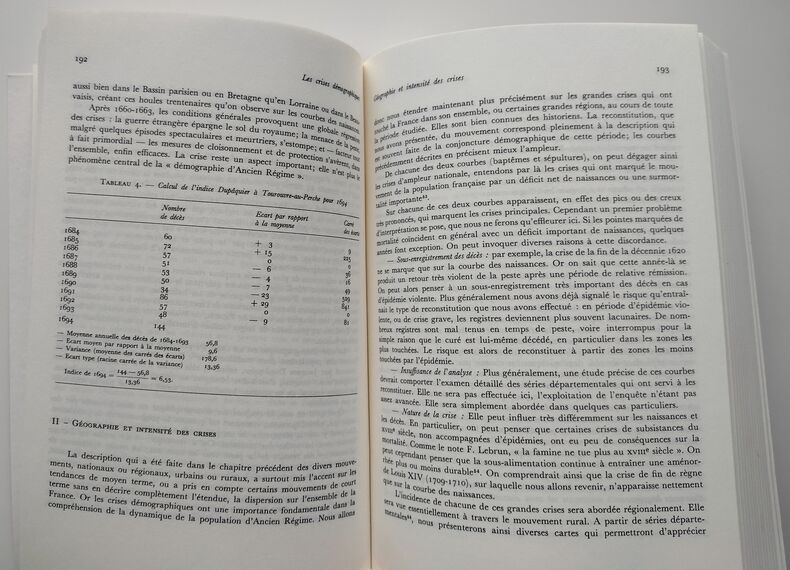 192
Les crises démographiques
aussi bien dans le Bassin parisien ou en Bretagne qu'en Lorraine ou dans le Beau-
vaisis, créant ces houles trentenaires qu'on observe sur les courbes des naissances.
Après 1660-1663, les conditions générales provoquent une globale régression
des crises : la guerre étrangère épargne le sol du royaume; la menace de la peste,
malgré quelques épisodes spectaculaires et meurtriers, s'estompe; et — facteur tout
à fait primordial — les mesures de cloisonnement et de protection s'avèrent, dans
l'ensemble, enfin efficaces. La crise reste un aspect important; elle n'est plus le
phénomène central de la « démographie d'Ancien Régime ».
TABLEAU 4. — Calcul de l'indice Dupâquier à Tourouvre-au-Perche pour 1694
Nombre de décès Ecart par rapport à la moyenne Carré des écarts
1684 60 + 3 9
1685 72 + 15 225
1686 57 0 0
1687 51 — 6 36
1688 53 — 4 16
1689 50 — 7 49
1690 34 — 23 529
1691 86 + 29 841
1692 57 0 0
1693 48 — 9 81
1694 144
— Moyenne annuelle des décès de 1684-1693 56,8
— Ecart moyen par rapport à la moyenne 9,6
— Variance (moyenne des carrés des écarts) 178,6
— Ecart type (racine carrée de la variance) 13,36
Indice de 1694 = 144 — 56,8 / 13,36 = 6,53.
II – GÉOGRAPHIE ET INTENSITÉ DES CRISES
La description qui a été faite dans le chapitre précédent des divers mouve-
ments, nationaux ou régionaux, urbains ou ruraux, a surtout mis l'accent sur les
tendances de moyen terme, ou a pris en compte certains mouvements de court
terme sans en décrire complètement l'étendue, la dispersion sur l'ensemble de la
France. Or les crises démographiques ont une importance fondamentale dans la
compréhension de la dynamique de la population d'Ancien Régime. Nous allons
Géographie et intensité des crises
193
donc nous étendre maintenant plus précisément sur les grandes crises qui ont
touché la France dans son ensemble, ou certaines grandes régions, au cours de toute
la période étudiée. Elles sont bien connues des historiens. La reconstitution, que
nous avons présentée, du mouvement correspond pleinement à la description qui
est souvent faite de la conjoncture démographique de cette période; les courbes
précédemment décrites en précisent mieux l'ampleur.
De chacune des deux courbes (baptêmes et sépultures), on peut dégager ainsi
les crises d'ampleur nationale, entendons par là les crises qui ont marqué le mouve-
ment de la population française par un déficit net de naissances ou une surmor-
talité importante
Sur chacune de ces deux courbes apparaissent, en effet des pics ou des creux
très prononcés, qui marquent les crises principales. Cependant un premier problème
d'interprétation se pose, que nous ne ferons qu'effleurer ici. Si les pointes marquées de
mortalité coïncident en général avec un déficit important de naissances, quelques
années font exception. On peut invoquer diverses raisons à cette discordance.
— Sous-enregistrement des décès : par exemple, la crise de la fin de la décennie 1620
ne se marque que sur la courbe des naissances. Or on sait que cette année-là se
produit un retour très violent de la peste après une période de relative rémission.
On peut alors penser à un sous-enregistrement très important des décès en cas
d'épidémie violente. Plus généralement nous avons déjà signalé le risque qu'entraî-
nait le type de reconstitution que nous avons effectué : en période d'épidémie vio-
lente, ou de crise grave, les registres deviennent plus souvent lacunaires. De nom-
breux registres sont mal tenus en temps de peste, voire interrompus pour la
simple raison que le curé est lui-même décédé, en particulier dans les zones les
plus touchées. Le risque est alors de reconstituer à partir des zones les moins
touchées par l'épidémie.
— Insuffisance de l'analyse : Plus généralement, une étude précise de ces courbes
devrait comporter l'examen détaillé des séries départementales qui ont servi à les
reconstituer. Elle ne sera pas effectuée ici, l'exploitation de l'enquête n'étant pas
assez avancée. Elle sera simplement abordée dans quelques cas particuliers.
— Nature de la crise : Elle peut influer très différemment sur les naissances et
les décès. En particulier, on peut penser que certaines crises de subsistances du
XVIIIe siècle, non accompagnées d'épidémies, ont eu peu de conséquences sur la
mortalité. Comme le note F. Lebrun, « la famine ne tue plus au XVIIIe siècle ». On
peut cependant penser que la sous-alimentation continue à entraîner une aménor-
rhée plus ou moins durable
On comprendrait ainsi que la crise de fin de règne
de Louis XIV (1709-1710), sur laquelle nous allons revenir, n'apparaisse nettement
que sur la courbe des naissances.
L'incidence de chacune de ces grandes crises sera abordée régionalement. Elle
sera vue essentiellement à travers le mouvement rural. A partir de séries départe-
mentales, nous présenterons ainsi diverses cartes qui permettront d'apprécier